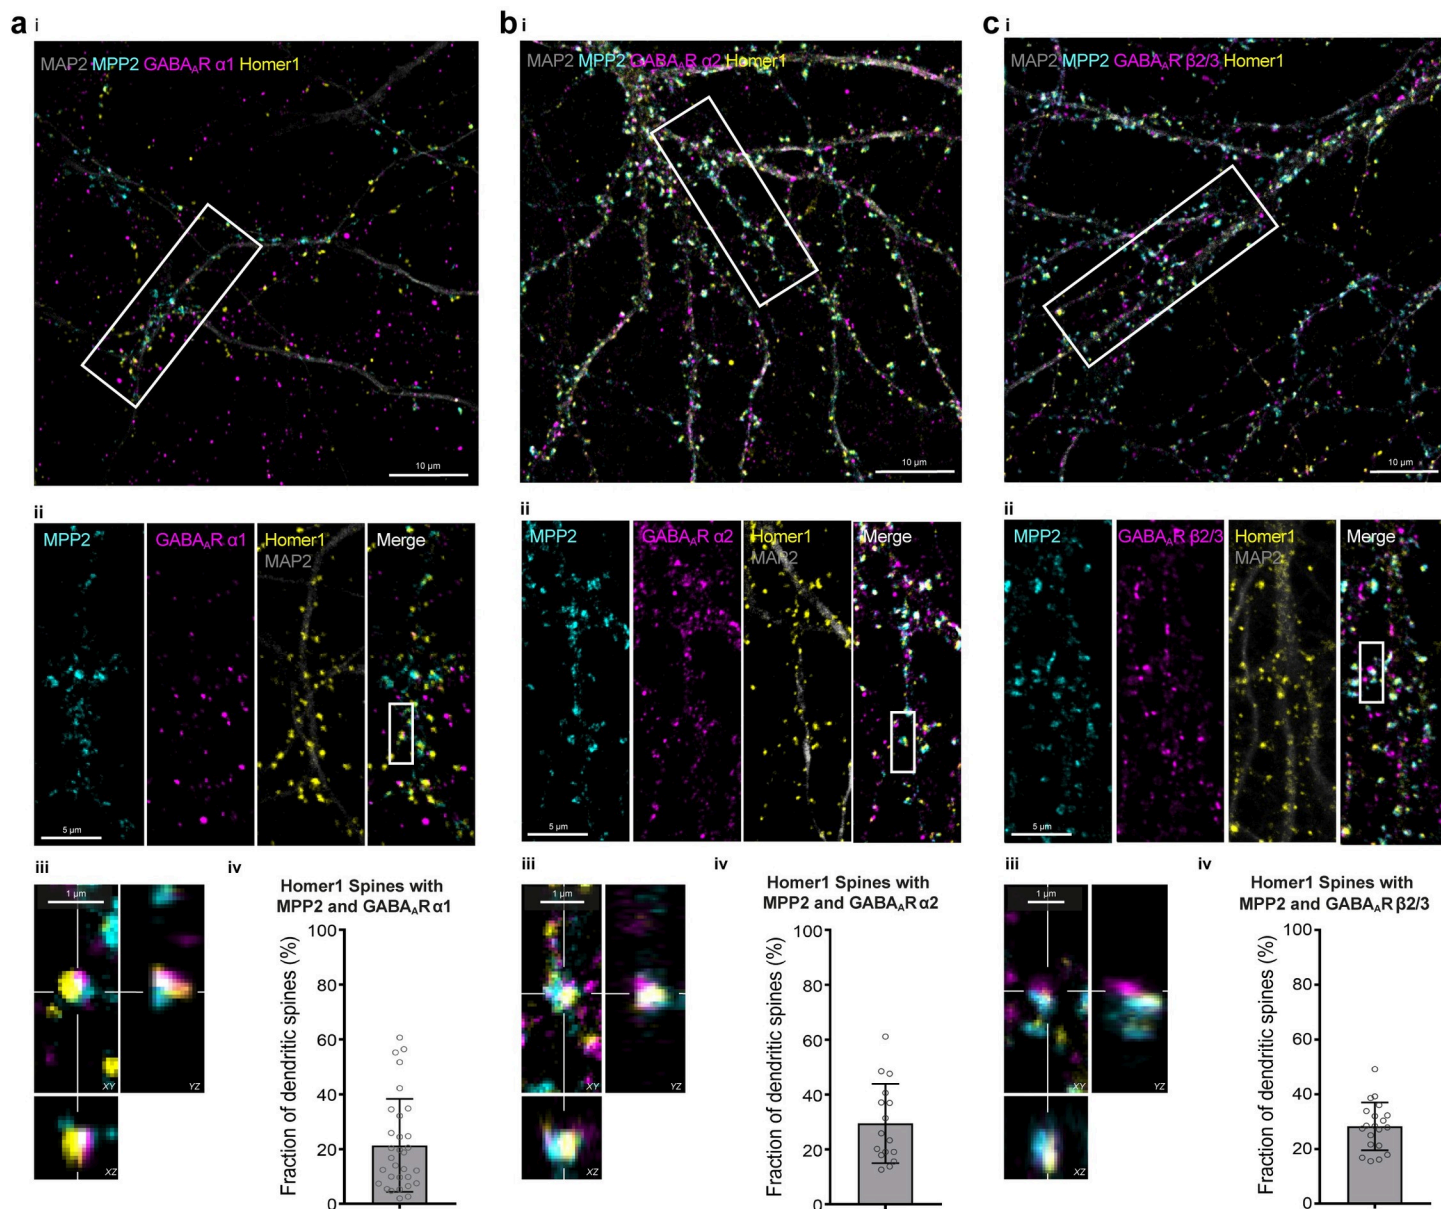 a
i
MAP2 MPP2 GABAAR α1 Homer1
10 µm
ii
MPP2
GABAAR α1
Homer1
MAP2
Merge
5 µm
iii
1 µm
XY
YZ
XZ
iv
Homer1 Spines with
MPP2 and GABAAR α1
Fraction of dendritic spines (%)
100
80
60
40
20
0
b
i
MAP2 MPP2 GABAAR α2 Homer1
10 µm
ii
MPP2
GABAAR α2
Homer1
MAP2
Merge
5 µm
iii
1 µm
XY
YZ
XZ
iv
Homer1 Spines with
MPP2 and GABAAR α2
Fraction of dendritic spines (%)
100
80
60
40
20
0
c
i
MAP2 MPP2 GABAAR β2/3 Homer1
10 µm
ii
MPP2
GABAAR β2/3
Homer1
MAP2
Merge
5 µm
iii
1 µm
XY
YZ
XZ
iv
Homer1 Spines with
MPP2 and GABAAR β2/3
Fraction of dendritic spines (%)
100
80
60
40
20
0